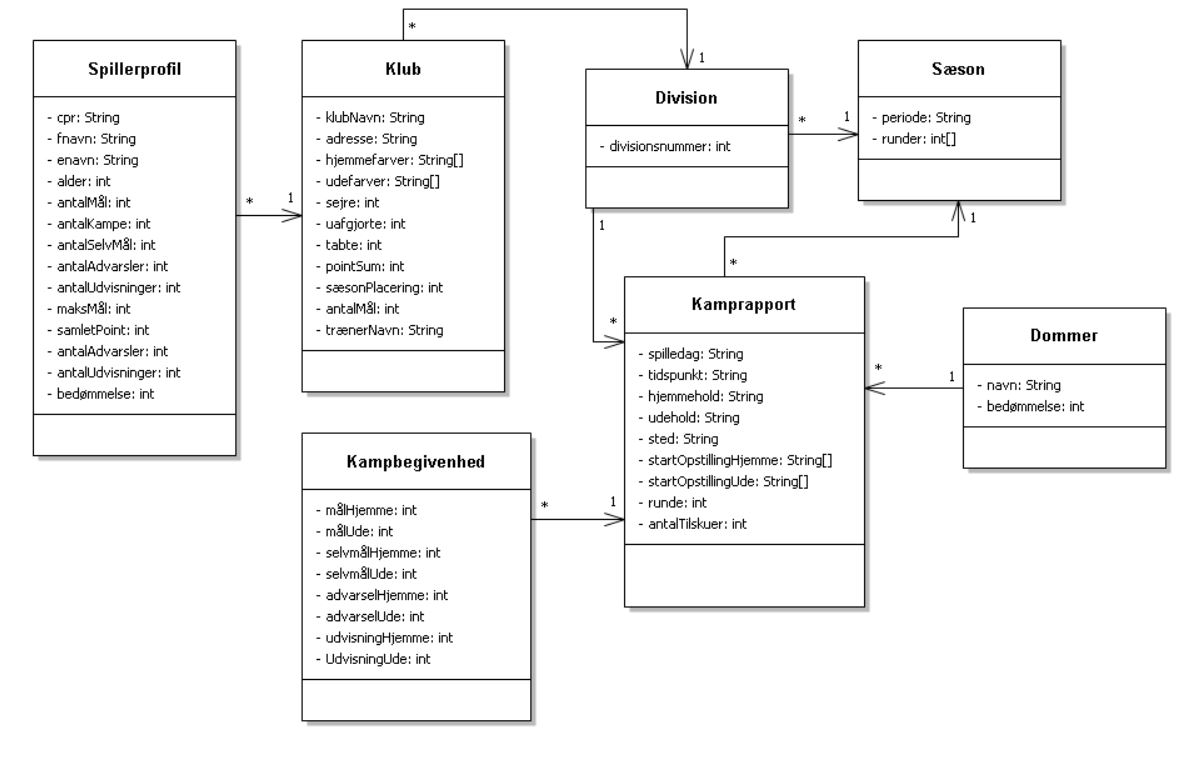 Spillerprofil
- cpr: String
- fnavn: String
- enavn: String
- alder: int
- antalMål: int
- antalKampe: int
- antalSelvMål: int
- antalAdvarsler: int
- antalUdvisninger: int
- maksMål: int
- samletPoint: int
- antalAdvarsler: int
- antalUdvisninger: int
- bedømmelse: int
* 1
Klub
- klubNavn: String
- adresse: String
- hjemmefarver: String[]
- udefarver: String[]
- sejre: int
- uafgjorte: int
- tabte: int
- pointSum: int
- sæsonPlacering: int
- antalMål: int
- trænerNavn: String
* 1
Division
- divisionsnummer: int
* 1
Sæson
- periode: String
- runder: int[]
1 *
* 1
Kamprapport
- spilledag: String
- tidspunkt: String
- hjemmehold: String
- udehold: String
- sted: String
- startOpstillingHjemme: String[]
- startOpstillingUde: String[]
- runde: int
- antalTilskuer: int
* 1
Dommer
- navn: String
- bedømmelse: int
Kampbegivenhed
- målHjemme: int
- målUde: int
- selvmålHjemme: int
- selvmålUde: int
- advarselHjemme: int
- advarselUde: int
- udvisningHjemme: int
- UdvisningUde: int
* 1